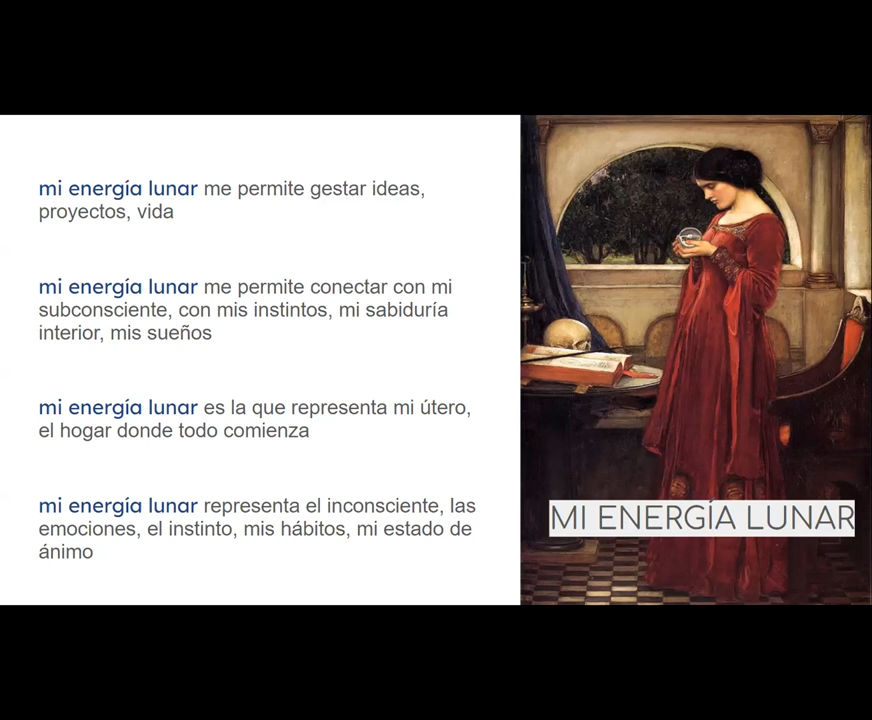 mi energía lunar me permite gestar ideas,
proyectos, vida
mi energía lunar me permite conectar con mi
subconsciente, con mis instintos, mi sabiduría
interior, mis sueños
mi energía lunar es la que representa mi útero,
el hogar donde todo comienza
mi energía lunar representa el inconsciente, las
emociones, el instinto, mis hábitos, mi estado de
ánimo
MI ENERGÍA LUNAR